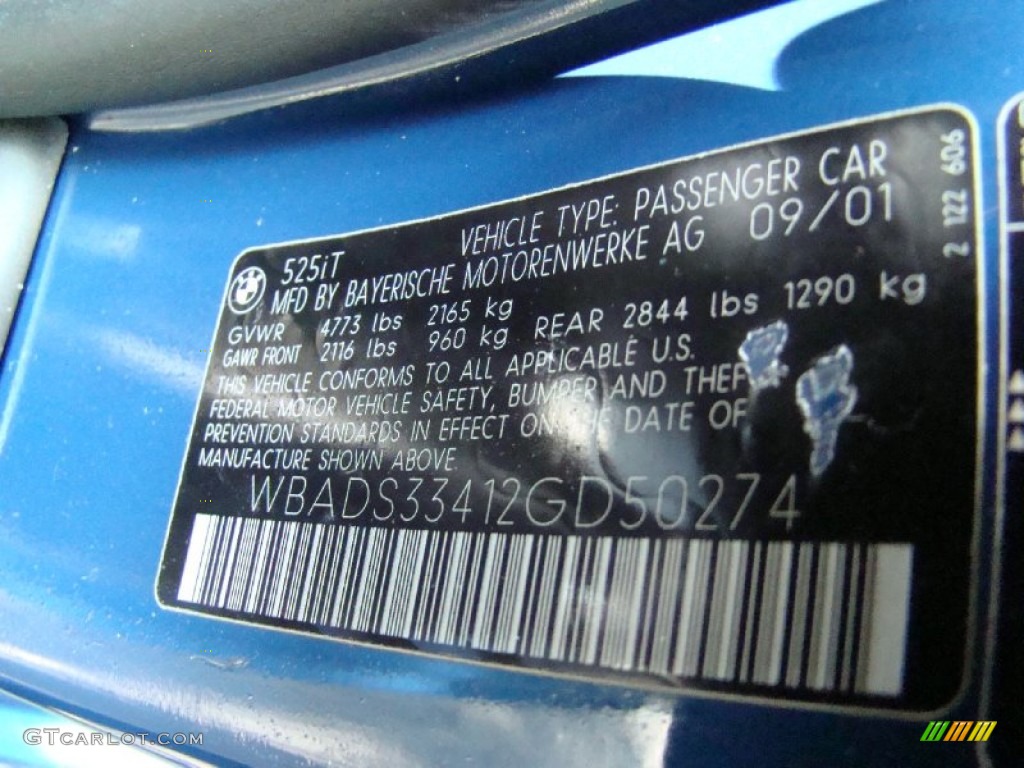 525iT VEHICLE TYPE: PASSENGER CAR
MFD BY BAYERISCHE MOTORENWERKE AG 09/01
GVWR 4773 lbs 2165 kg
GAWR FRONT 2116 lbs 960 kg REAR 2844 lbs 1290 kg
THIS VEHICLE CONFORMS TO ALL APPLICABLE U.S.
FEDERAL MOTOR VEHICLE SAFETY, BUMPER AND THEF
PREVENTION STANDARDS IN EFFECT ON THE DATE OF
MANUFACTURE SHOWN ABOVE.
WBADS33412GD50274
2 122 606
GTCARLOT.COM